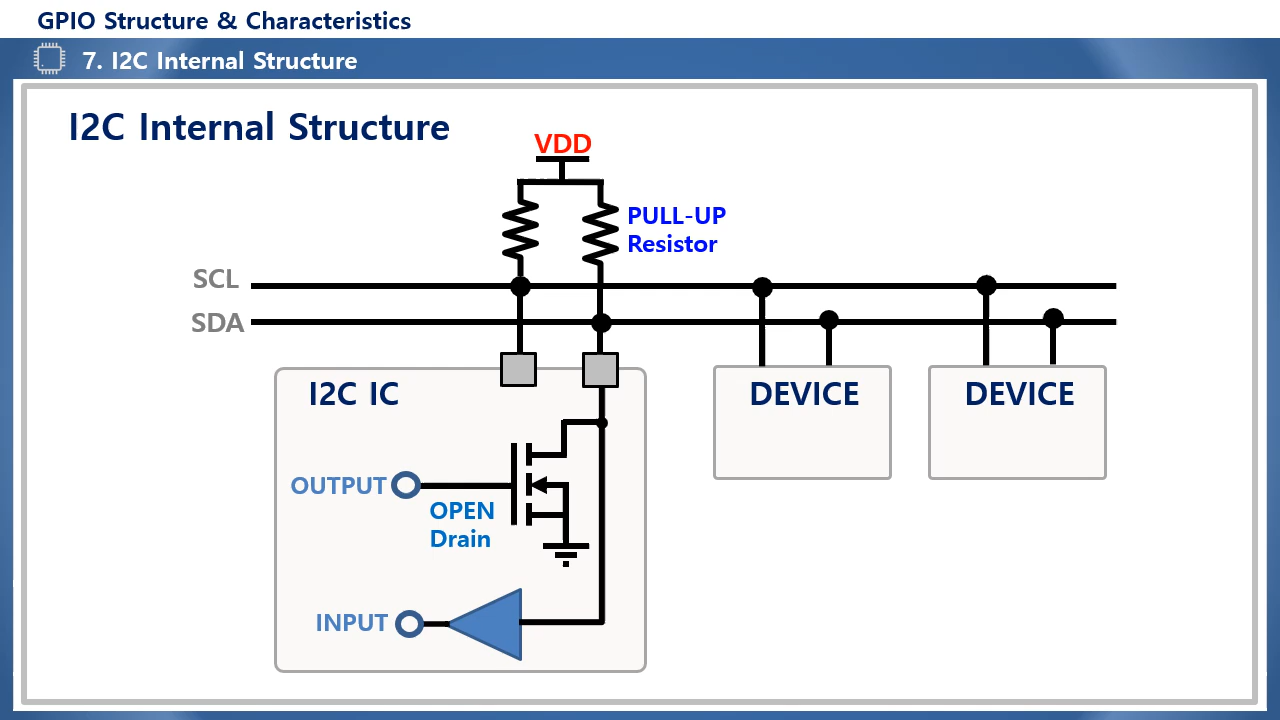 GPIO Structure & Characteristics
7. I2C Internal Structure
I2C Internal Structure
VDD
PULL-UP
Resistor
SCL
SDA
I2C IC
DEVICE
DEVICE
OUTPUT
OPEN
Drain
INPUT